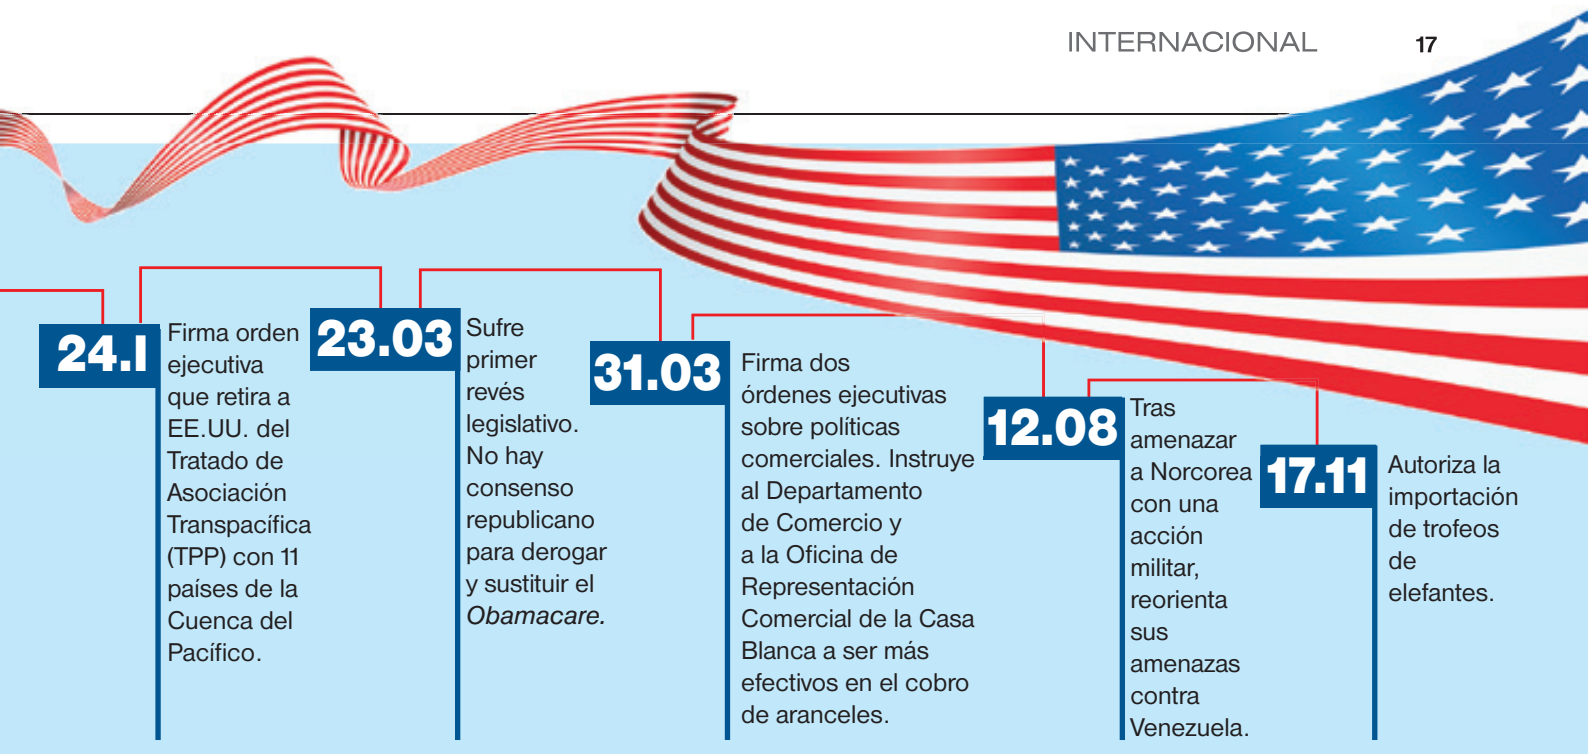 INTERNACIONAL 17
24.I
Firma orden
ejecutiva
que retira a
EE.UU. del
Tratado de
Asociación
Transpacífica
(TPP) con 11
países de la
Cuenca del
Pacífico.
23.03
Sufre
primer
revés
legislativo.
No hay
consenso
republicano
para derogar
y sustituir el
Obamacare.
31.03
Firma dos
órdenes ejecutivas
sobre políticas
comerciales. Instruye
al Departamento
de Comercio y
a la Oficina de
Representación
Comercial de la Casa
Blanca a ser más
efectivos en el cobro
de aranceles.
12.08
Tras
amenazar
a Norcorea
con una
acción
militar,
reorienta
sus
amenazas
contra
Venezuela.
17.11
Autoriza la
importación
de trofeos
de
elefantes.